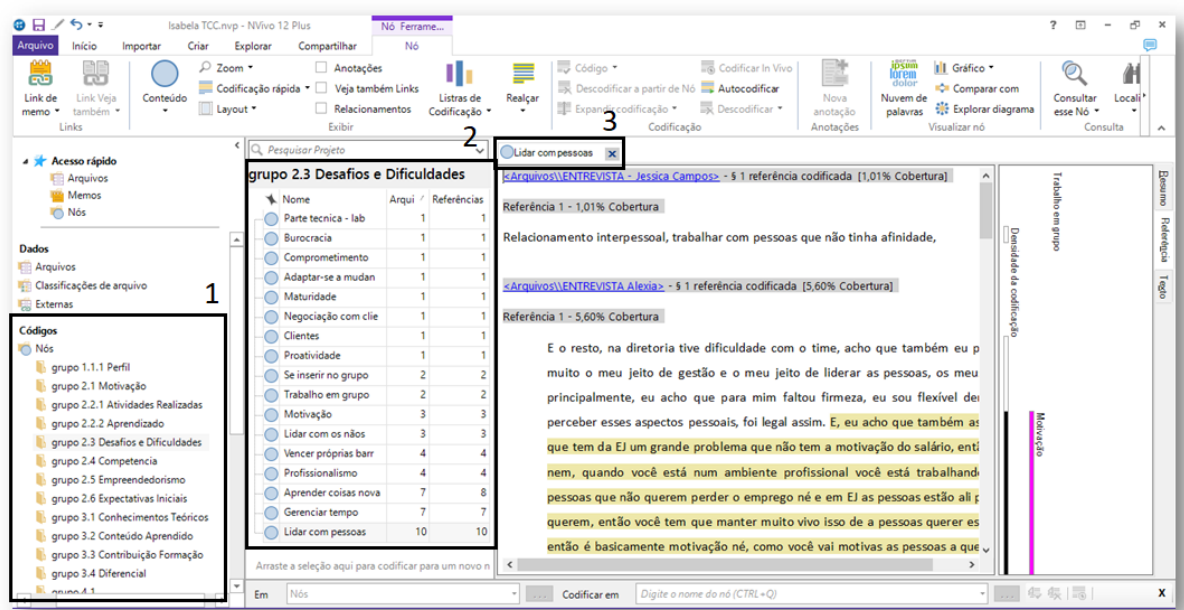 Isabela TCC.nvp - NVivo 12 Plus
Nó Ferrame...
?
Arquivo Início Importar Criar Explorar Compartilhar Nó
Link de memo
Link Veja também
Links
Conteúdo
Zoom
Codificação rápida
Layout
Anotações
Veja também Links
Relacionamentos
Exibir
Listras de Codificação
Realçar
Código
Descodificar a partir de Nó
Expandir codificação
Codificar In Vivo
Autocodificar
Descodificar
Codificação
Nova anotação
Anotações
ipsum
lorem
dolor
Nuvem de palavras
Gráfico
Comparar com
Explorar diagrama
Visualizar nó
Consultar esse Nó
Locali
Consulta
Acesso rápido
Arquivos
Memos
Nós
Dados
Arquivos
Classificações de arquivo
Externas
1
Códigos
Nós
grupo 1.1.1 Perfil
grupo 2.1 Motivação
grupo 2.2.1 Atividades Realizadas
grupo 2.2.2 Aprendizado
grupo 2.3 Desafios e Dificuldades
grupo 2.4 Competencia
grupo 2.5 Empreendedorismo
grupo 2.6 Expectativas Iniciais
grupo 3.1 Conhecimentos Teóricos
grupo 3.2 Conteúdo Aprendido
grupo 3.3 Contribuição Formação
grupo 3.4 Diferencial
grupo 4.1
2
Pesquisar Projeto
grupo 2.3 Desafios e Dificuldades
Nome Arqui Referências
Parte tecnica - lab 1 1
Burocracia 1 1
Comprometimento 1 1
Adaptar-se a mudan 1 1
Maturidade 1 1
Negociação com clie 1 1
Clientes 1 1
Proatividade 1 1
Se inserir no grupo 2 2
Trabalho em grupo 2 2
Motivação 3 3
Lidar com os nãos 3 3
Vencer próprias barr 4 4
Profissionalismo 4 4
Aprender coisas nova 7 8
Gerenciar tempo 7 7
Lidar com pessoas 10 10
Arraste a seleção aqui para codificar para um novo n
3
Lidar com pessoas x
<Arquivos\\ENTREVISTA - Jessica Campos> - § 1 referência codificada [1,01% Cobertura]
Referência 1 - 1,01% Cobertura
Relacionamento interpessoal, trabalhar com pessoas que não tinha afinidade,
<Arquivos\\ENTREVISTA Alexia> - § 1 referência codificada [5,60% Cobertura]
Referência 1 - 5,60% Cobertura
E o resto, na diretoria tive dificuldade com o time, acho que também eu p
muito o meu jeito de gestão e o meu jeito de liderar as pessoas, os meu
principalmente, eu acho que para mim faltou firmeza, eu sou flexível der
perceber esses aspectos pessoais, foi legal assim. E, eu acho que também as
que tem da EJ um grande problema que não tem a motivação do salário, entã
nem, quando você está num ambiente profissional você está trabalhand
pessoas que não querem perder o emprego né e em EJ as pessoas estão ali p
querem, então você tem que manter muito vivo isso de a pessoas querer es
então é basicamente motivação né, como você vai motivas as pessoas a que
Densidade da codificação
Trabalho em grupo
Motivação
Resumo
Referência
Texto
Em Nós ... Codificar em Digite o nome do nó (CTRL+Q) ... X